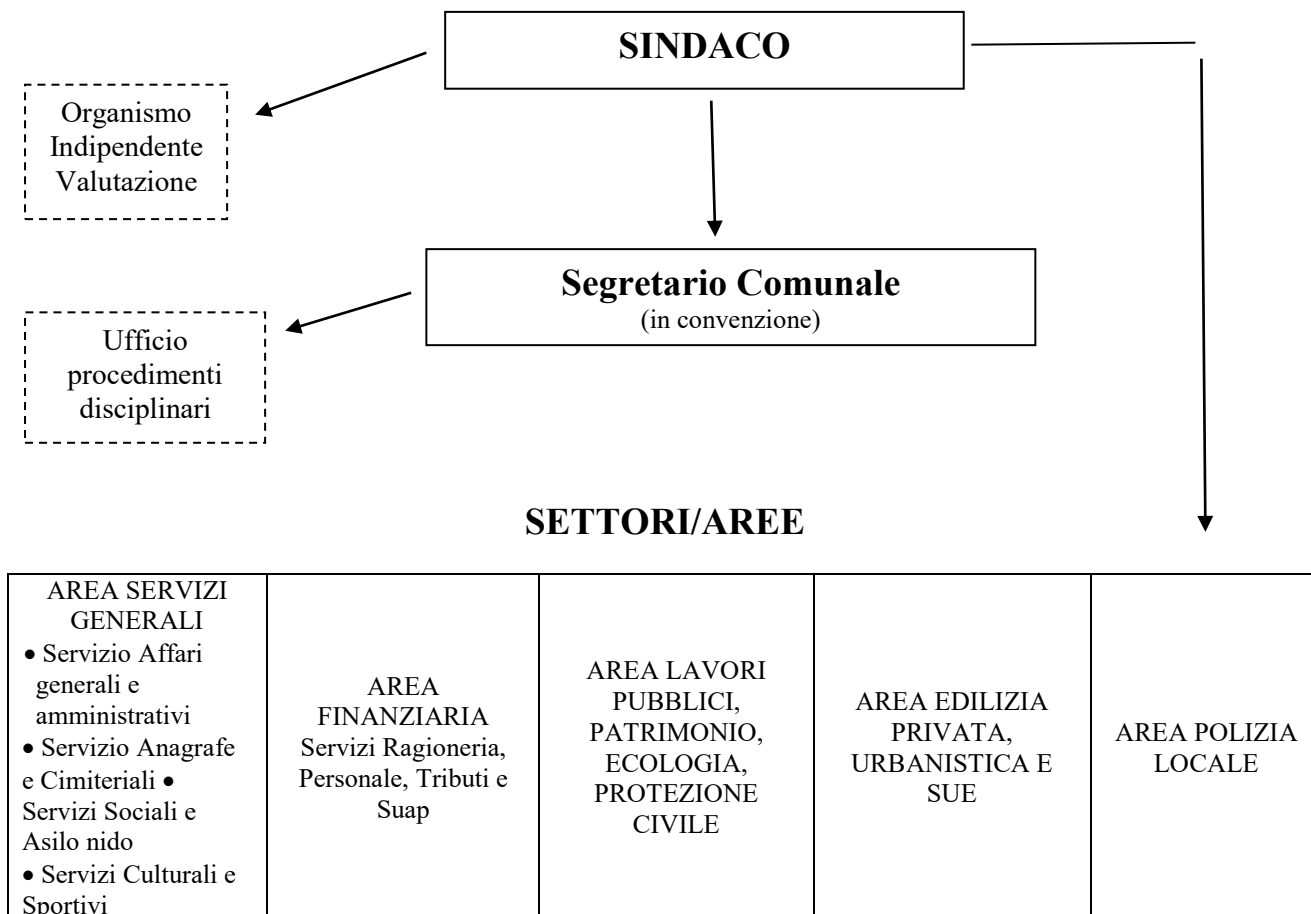 SINDACO
Organismo
Indipendente
Valutazione
Segretario Comunale
(in convenzione)
Ufficio
procedimenti
disciplinari
SETTORI/AREE
AREA SERVIZI
GENERALI
• Servizio Affari
generali e
amministrativi
• Servizio Anagrafe
e Cimiteriali •
Servizi Sociali e
Asilo nido
• Servizi Culturali e
Sportivi
AREA
FINANZIARIA
Servizi Ragioneria,
Personale, Tributi e
Suap
AREA LAVORI
PUBBLICI,
PATRIMONIO,
ECOLOGIA,
PROTEZIONE
CIVILE
AREA EDILIZIA
PRIVATA,
URBANISTICA E
SUE
AREA POLIZIA
LOCALE